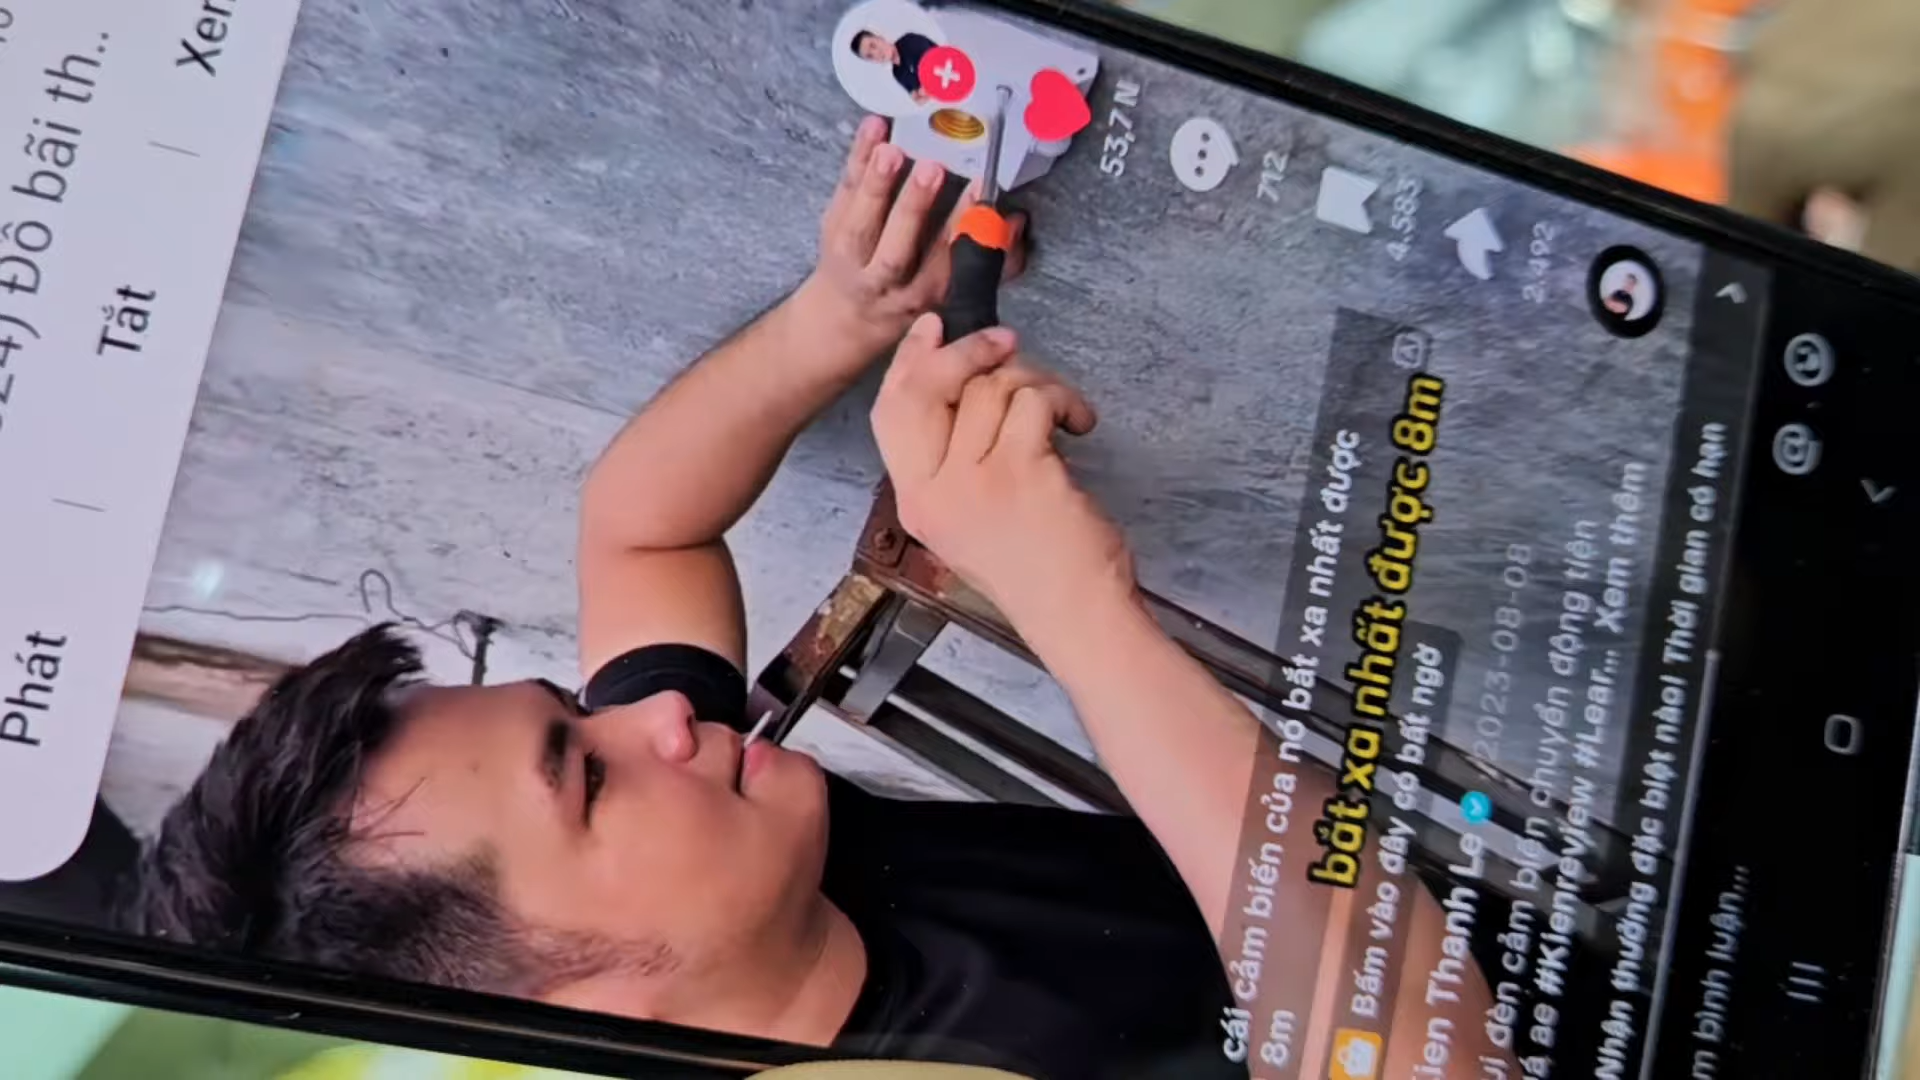 24) Đồ bãi th..
Phát | Tắt | Xen
53,7 N
712
4.583
2.492
cái cảm biến của nó bắt xa nhất được
8m
bắt xa nhất được 8m
Bấm vào đây có bất ngờ
Kien Thanh Le 2023-08-08
ụi đèn cảm biến chuyển động tiện
á ae ##Kienreview ##Lear... Xem thêm
Nhận thưởng đặc biệt nào! Thời gian có hạn
m bình luận...